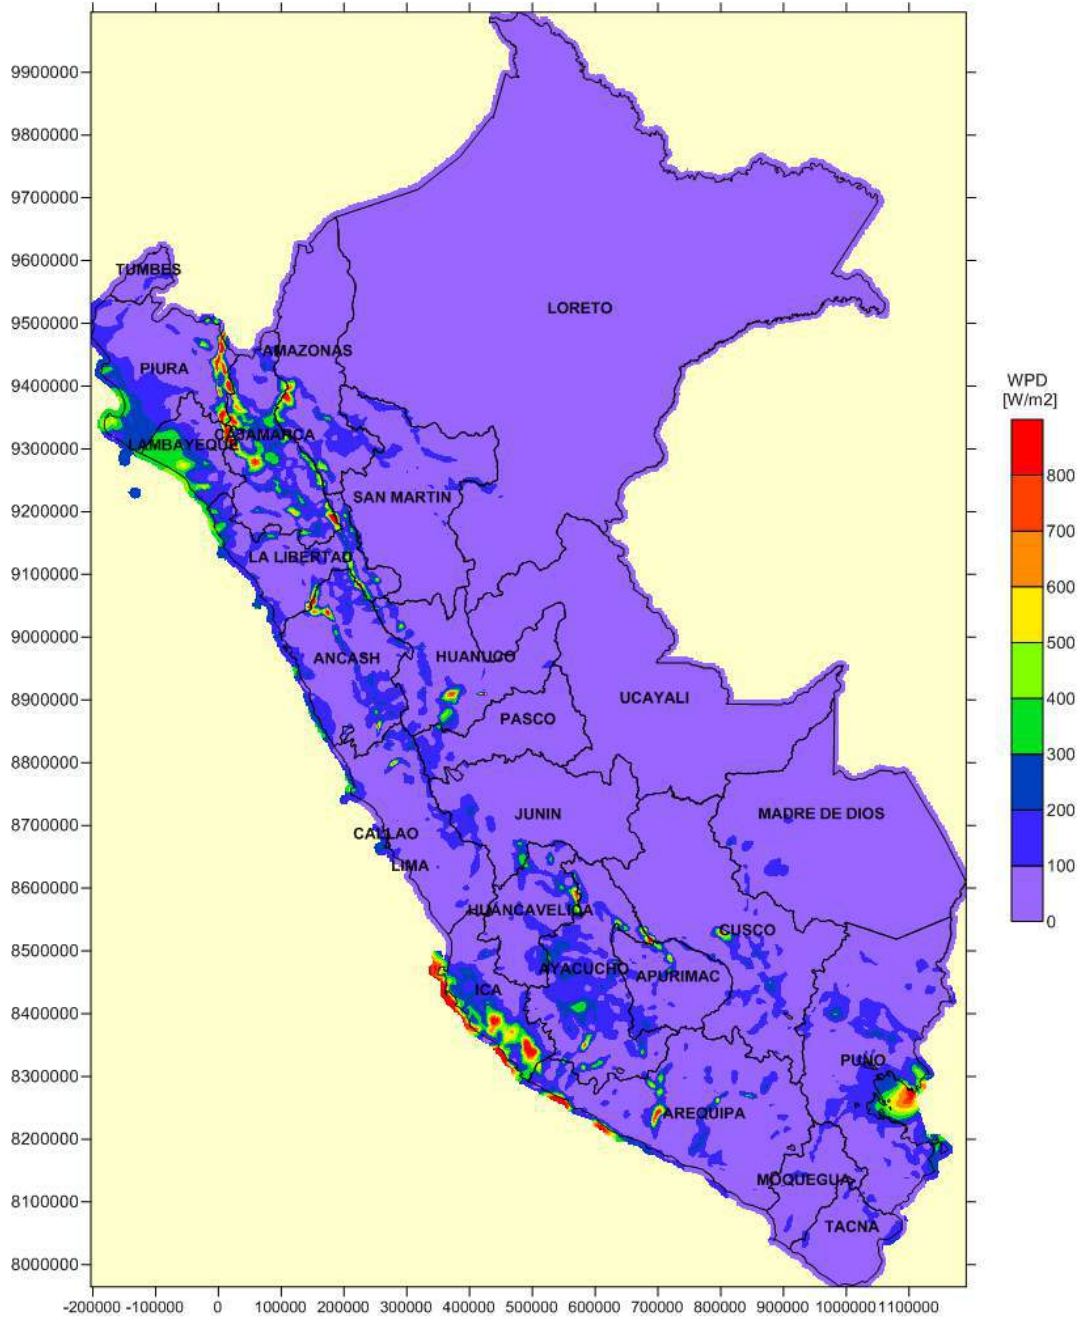 9900000
9800000
9700000
9600000
9500000
9400000
9300000
9200000
9100000
9000000
8900000
8800000
8700000
8600000
8500000
8400000
8300000
8200000
8100000
8000000
-200000 -100000 0 100000 200000 300000 400000 500000 600000 700000 800000 900000 1000000 1100000
TUMBES
LORETO
AMAZONAS
PIURA
CAJAMARCA
LAMBAYEQUE
SAN MARTIN
LA LIBERTAD
ANCASH
HUANUCO
UCAYALI
PASCO
JUNIN
MADRE DE DIOS
CALLAO
LIMA
HUANCAVELICA
CUSCO
AYACUCHO
APURIMAC
ICA
PUNO
AREQUIPA
MOQUEGUA
TACNA
WPD
[W/m2]
800
700
600
500
400
300
200
100
0